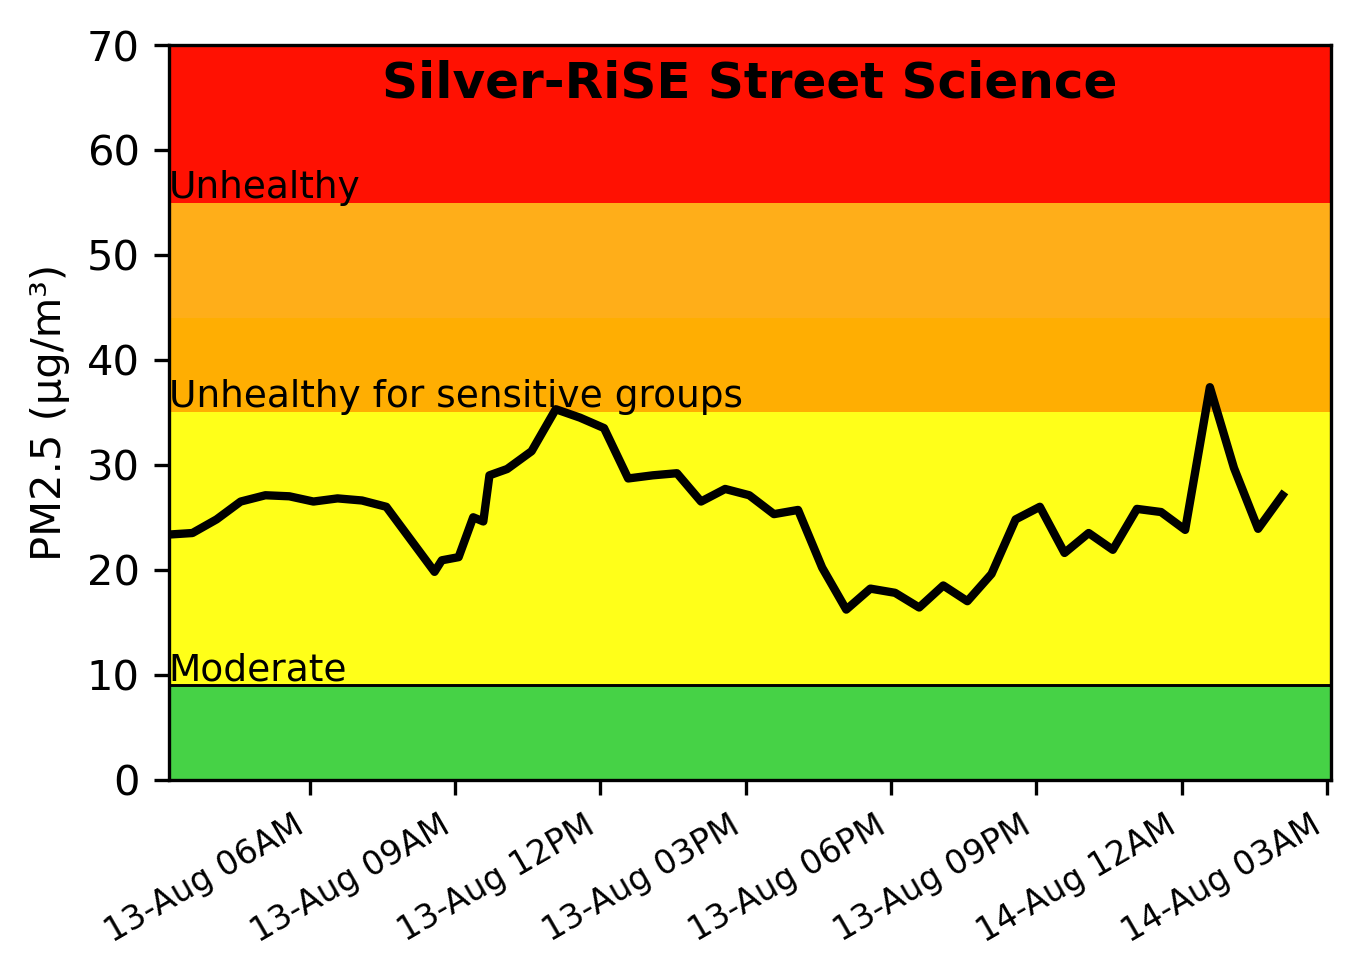 Silver-RiSE Street Science
70
60
50
40
30
20
10
0
PM2.5 (µg/m³)
Unhealthy
Unhealthy for sensitive groups
Moderate
13-Aug 06AM
13-Aug 09AM
13-Aug 12PM
13-Aug 03PM
13-Aug 06PM
13-Aug 09PM
14-Aug 12AM
14-Aug 03AM